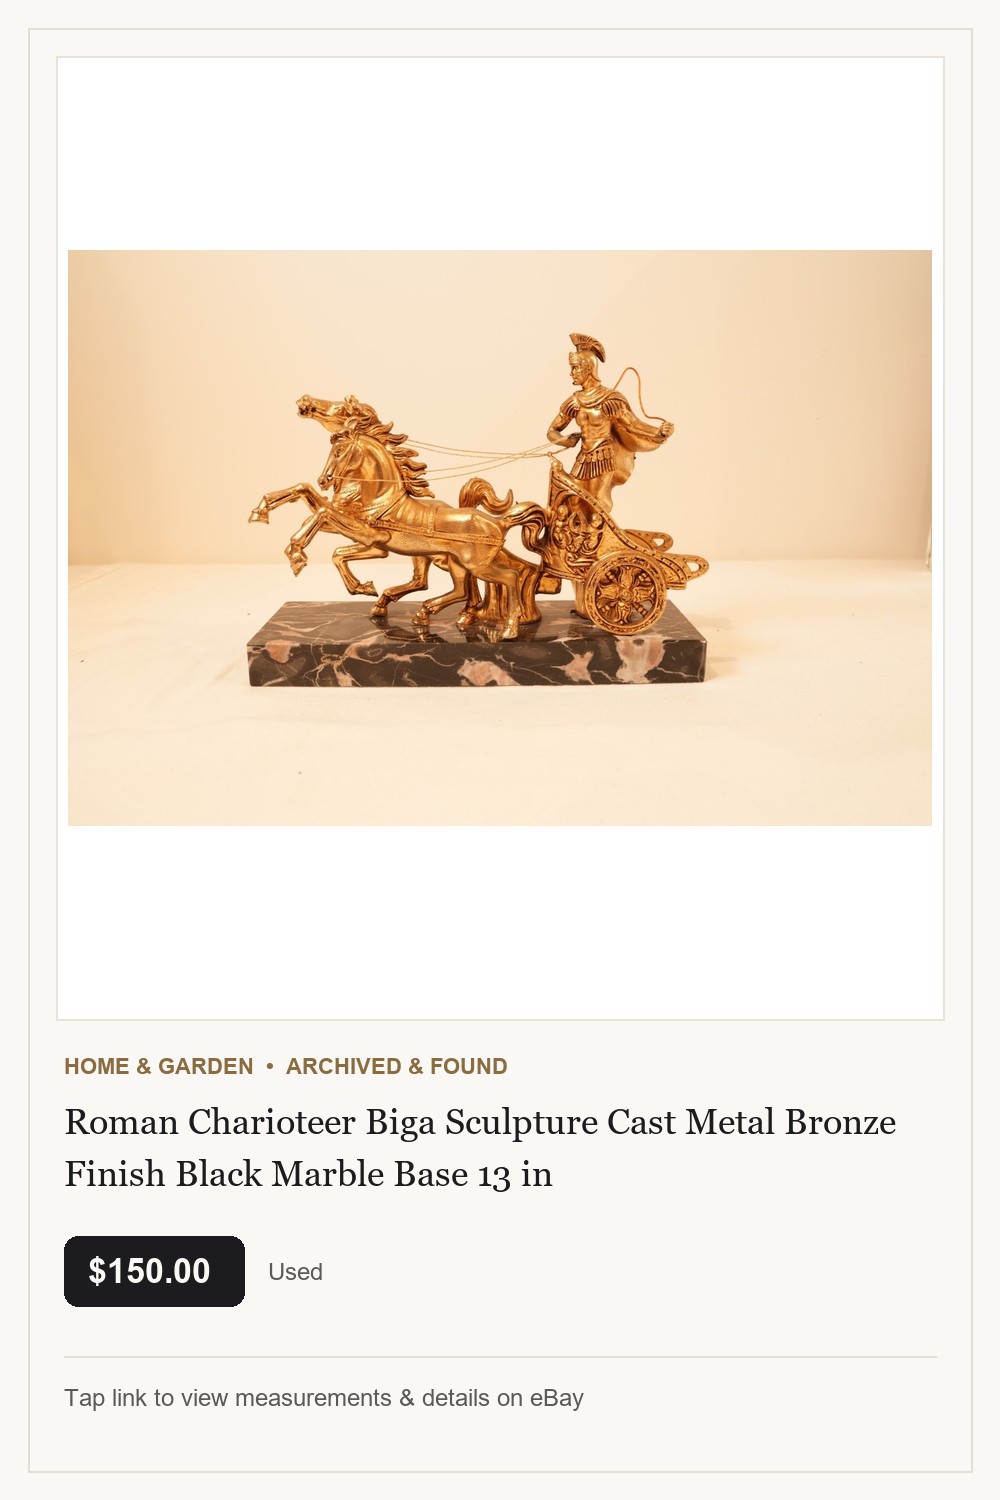 HOME & GARDEN • ARCHIVED & FOUND
Roman Charioteer Biga Sculpture Cast Metal Bronze
Finish Black Marble Base 13 in
$150.00 Used
Tap link to view measurements & details on eBay